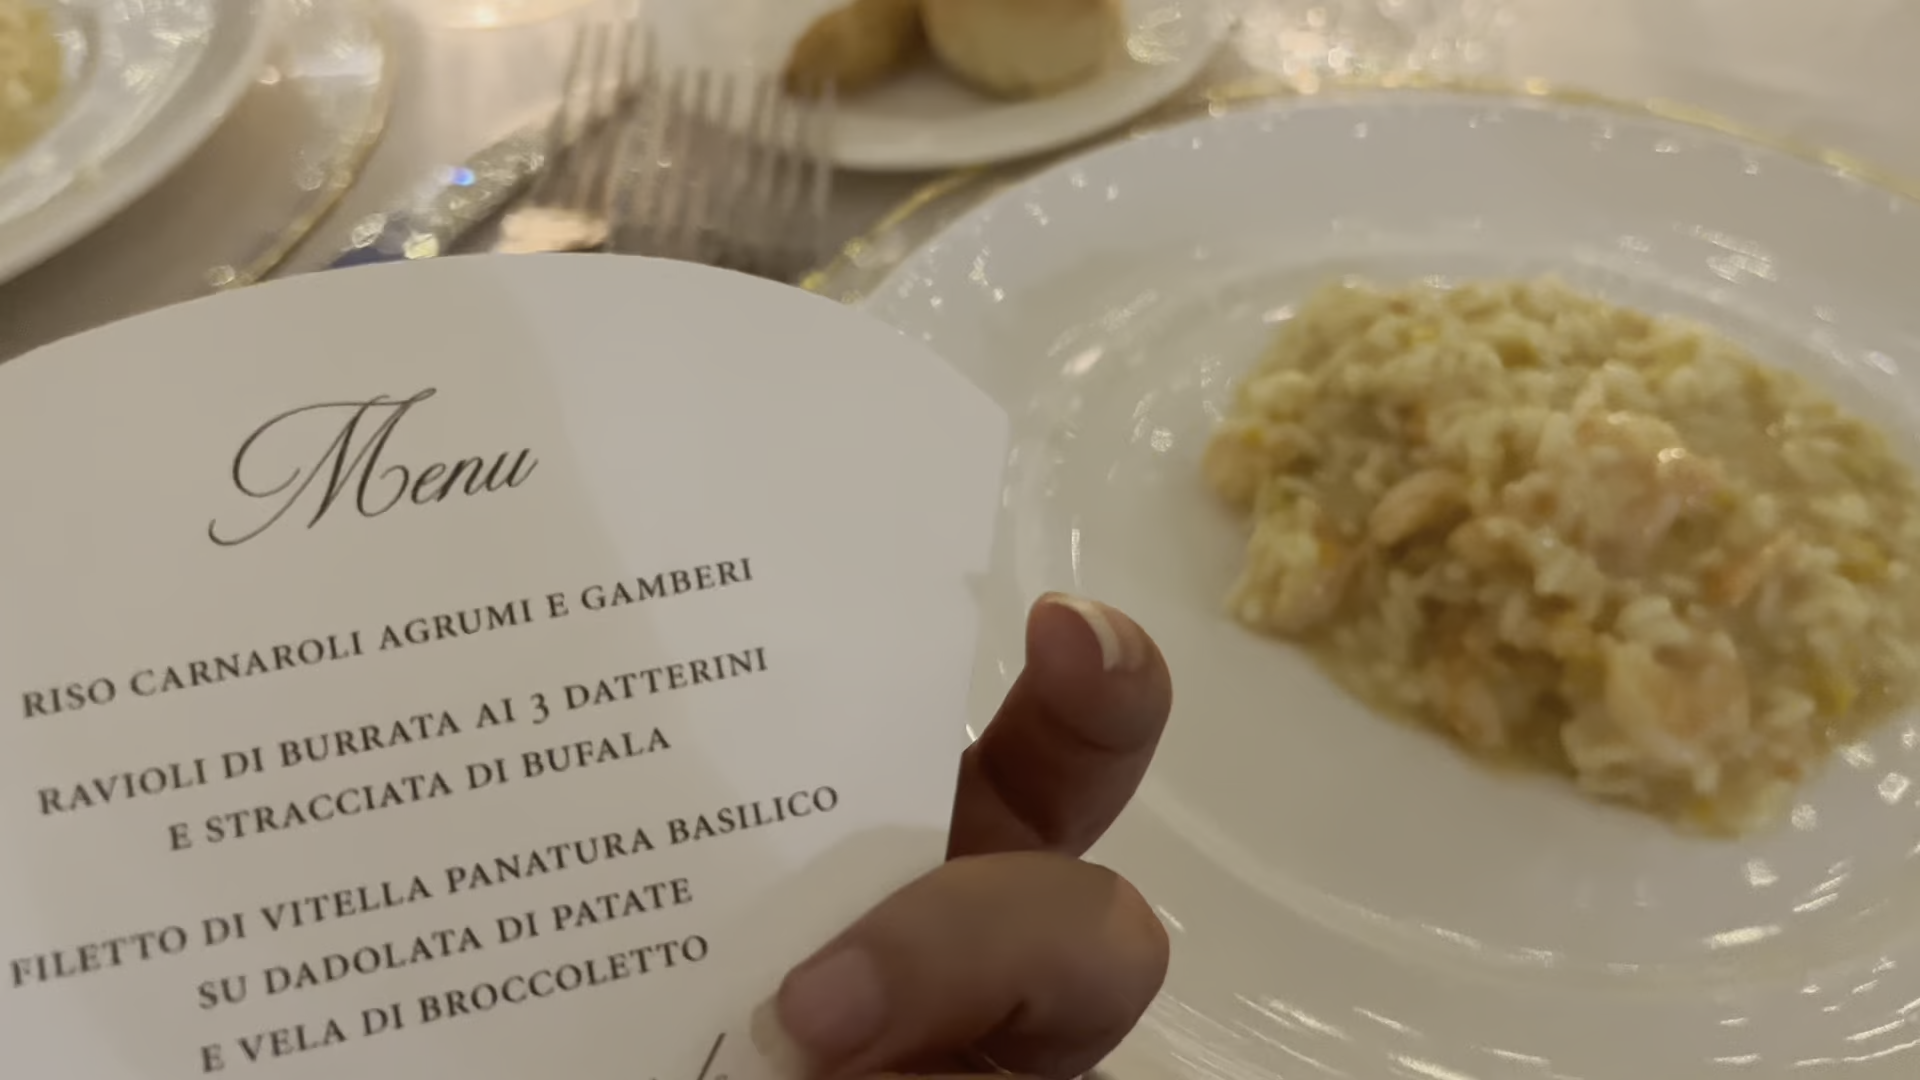 Menu
RISO CARNAROLI AGRUMI E GAMBERI
RAVIOLI DI BURRATA AI 3 DATTERINI
E STRACCIATA DI BUFALA
FILETTO DI VITELLA PANATURA BASILICO
SU DADOLATA DI PATATE
E VELA DI BROCCOLETTO